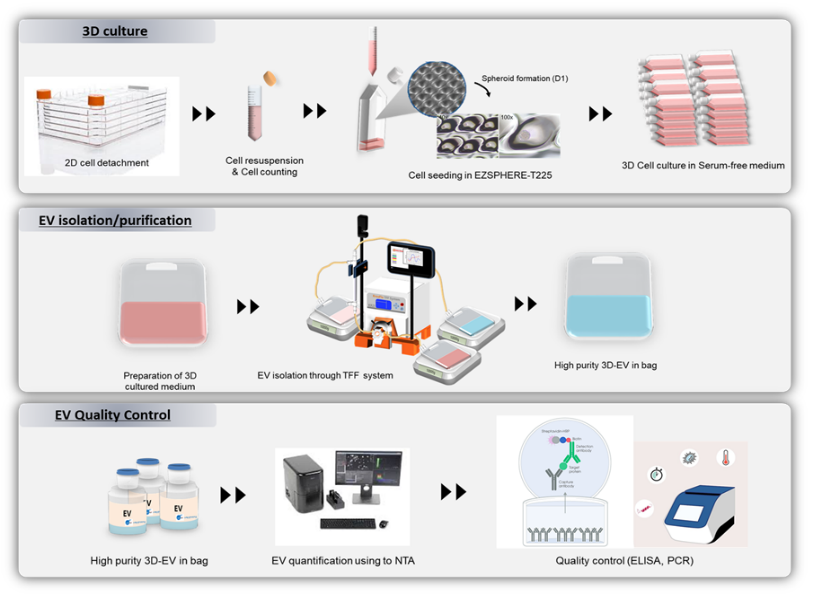 3D culture
2D cell detachment
Cell resuspension
& Cell counting
Spheroid formation (D1)
100x
Cell seeding in EZSPHERE-T225
3D Cell culture in Serum-free medium
EV isolation/purification
Preparation of 3D
cultured medium
EV isolation through TFF system
High purity 3D-EV in bag
EV Quality Control
EV
EV
EV
High purity 3D-EV in bag
EV quantification using to NTA
Streptavidin-HRP
Biotin
Detection
antibody
Target
protein
Capture
antibody
Quality control (ELISA, PCR)